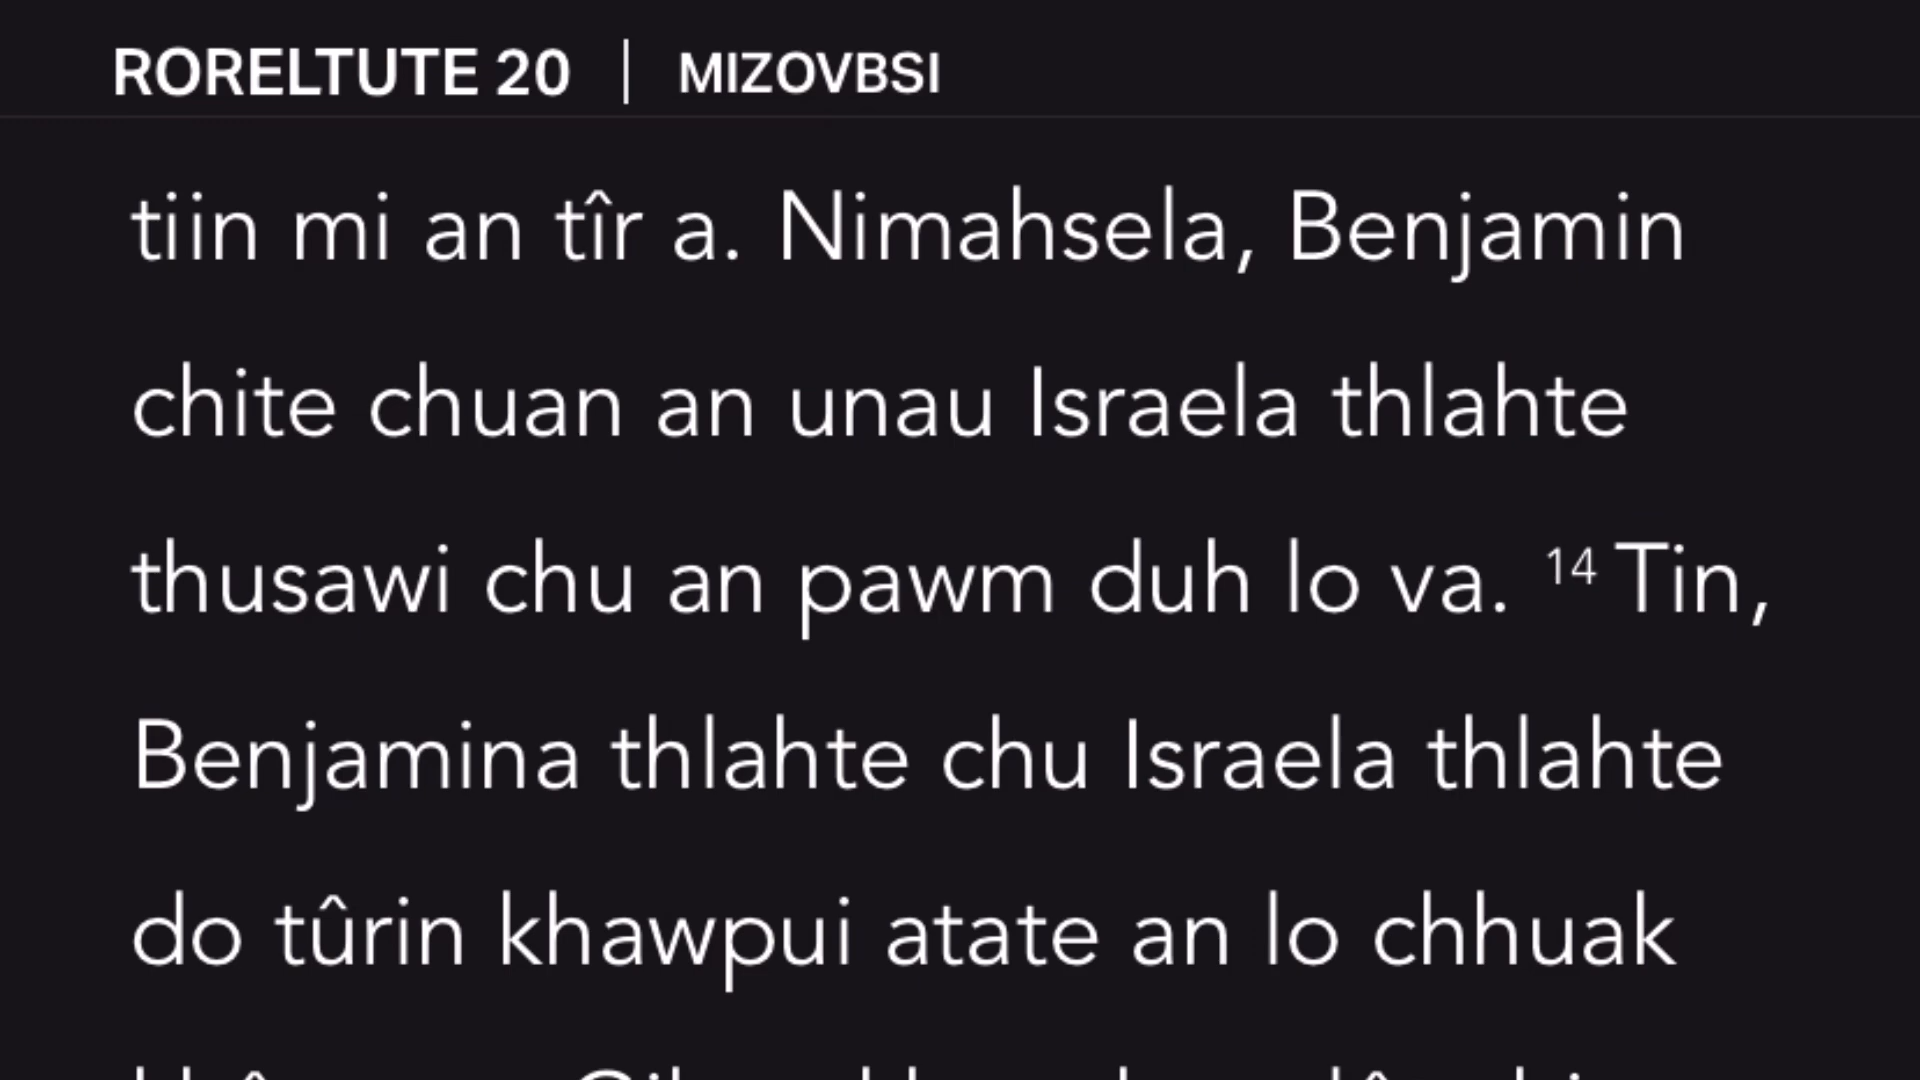 RORELTUTE 20 | MIZOVBSI
tiin mi an tîr a. Nimahsela, Benjamin
chite chuan an unau Israela thlahte
thusawi chu an pawm duh lo va. 14 Tin,
Benjamina thlahte chu Israela thlahte
do tûrin khawpui atate an lo chhuak